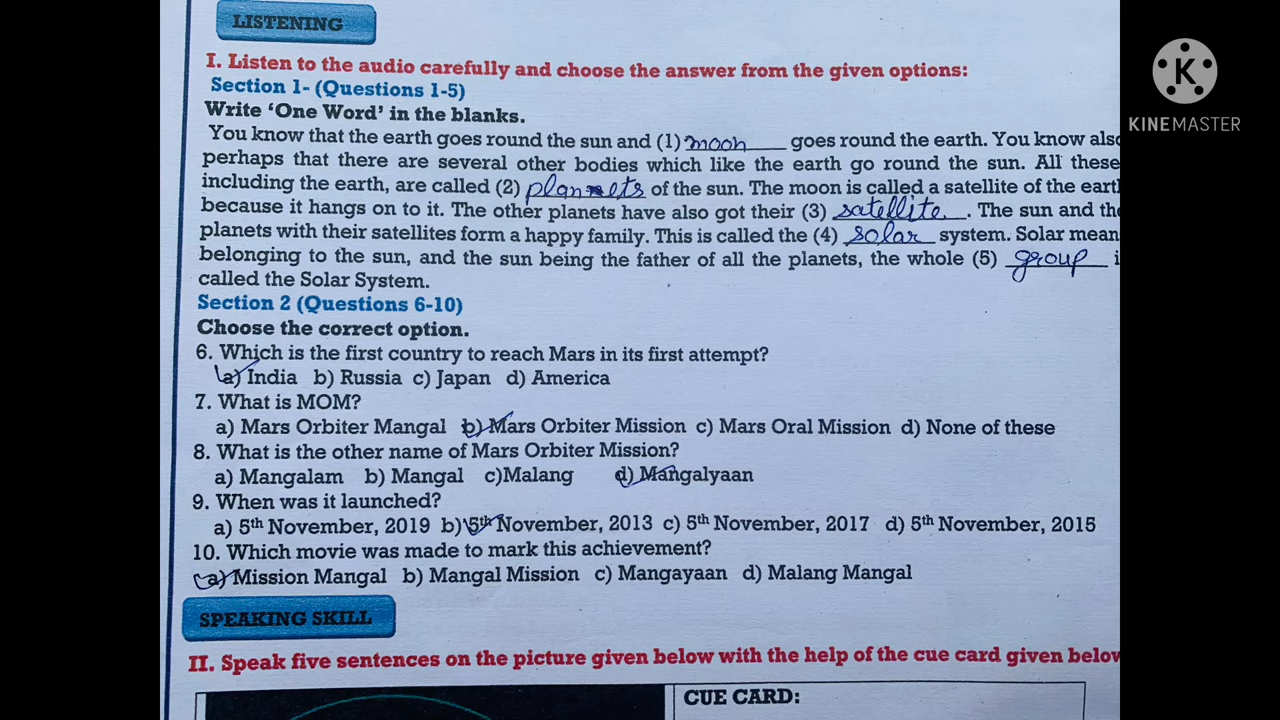 LISTENING
I. Listen to the audio carefully and choose the answer from the given options:
Section 1- (Questions 1-5)
Write 'One Word' in the blanks.
You know that the earth goes round the sun and (1) moon goes round the earth. You know also
perhaps that there are several other bodies which like the earth go round the sun. All these
including the earth, are called (2) planets of the sun. The moon is called a satellite of the eart
because it hangs on to it. The other planets have also got their (3) satellite. The sun and the
planets with their satellites form a happy family. This is called the (4) solar system. Solar mean
belonging to the sun, and the sun being the father of all the planets, the whole (5) group i
called the Solar System.
Section 2 (Questions 6-10)
Choose the correct option.
6. Which is the first country to reach Mars in its first attempt?
a) India b) Russia c) Japan d) America
7. What is MOM?
a) Mars Orbiter Mangal b) Mars Orbiter Mission c) Mars Oral Mission d) None of these
8. What is the other name of Mars Orbiter Mission?
a) Mangalam b) Mangal c)Malang d) Mangalyaan
9. When was it launched?
a) 5th November, 2019 b) 5th November, 2013 c) 5th November, 2017 d) 5th November, 2015
10. Which movie was made to mark this achievement?
(a) Mission Mangal b) Mangal Mission c) Mangayaan d) Malang Mangal
SPEAKING SKILL
II. Speak five sentences on the picture given below with the help of the cue card given below
CUE CARD:
K
KINEMASTER